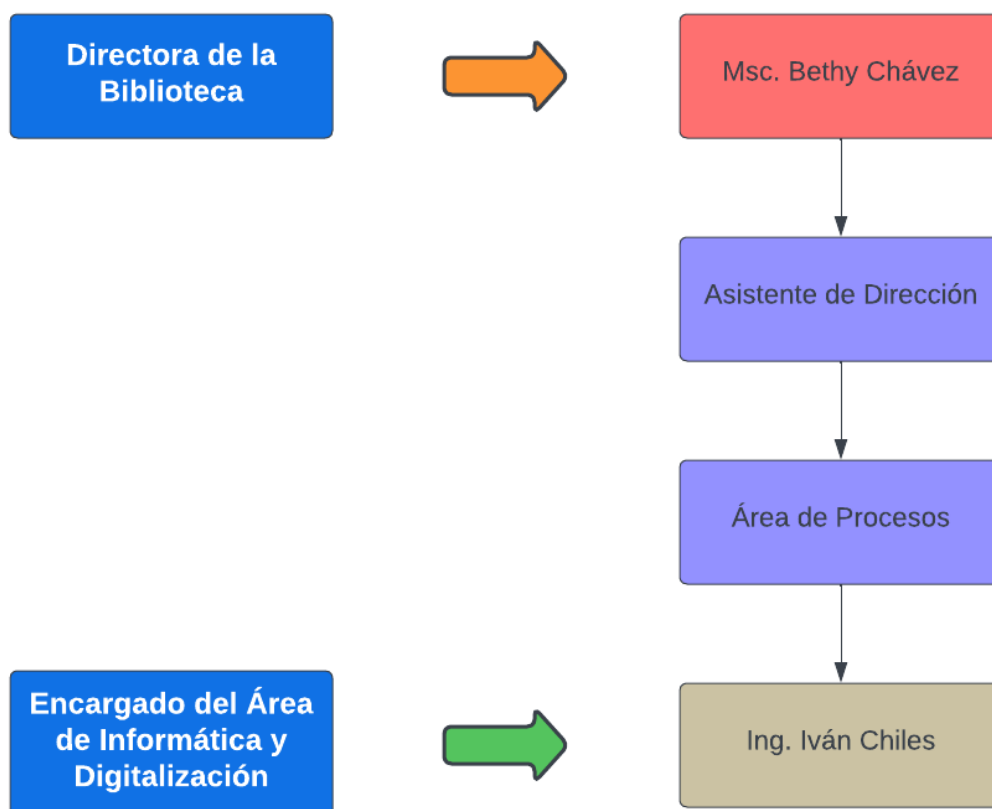 Directora de la
Biblioteca
Msc. Bethy Chávez
Asistente de Dirección
Área de Procesos
Encargado del Área
de Informática y
Digitalización
Ing. Iván Chiles